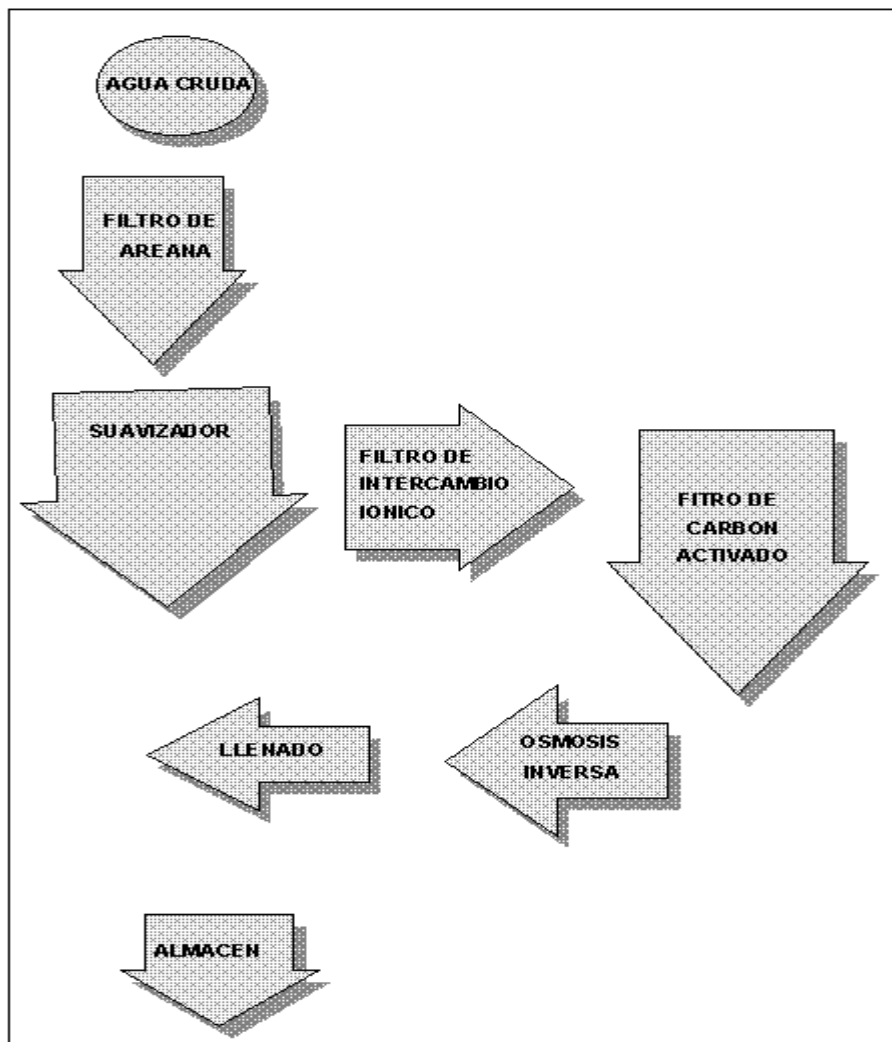 AGUA CRUDA
FILTRO DE
AREANA
SUAVIZADOR
FILTRO DE
INTERCAMBIO
IONICO
FITRO DE
CARBON
ACTIVADO
OSMOSIS
INVERSA
LLENADO
ALMACEN